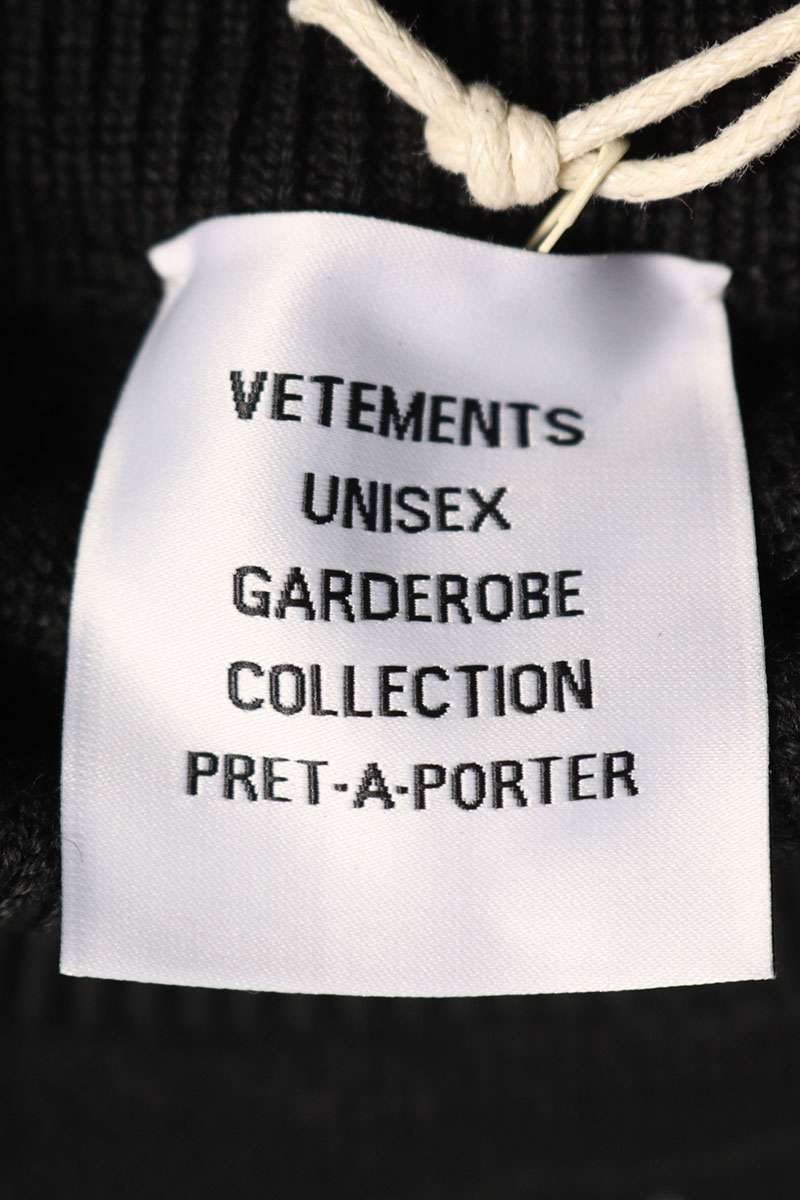 VETEMENTS
UNISEX
GARDEROBE
COLLECTION
PRET-A-PORTER